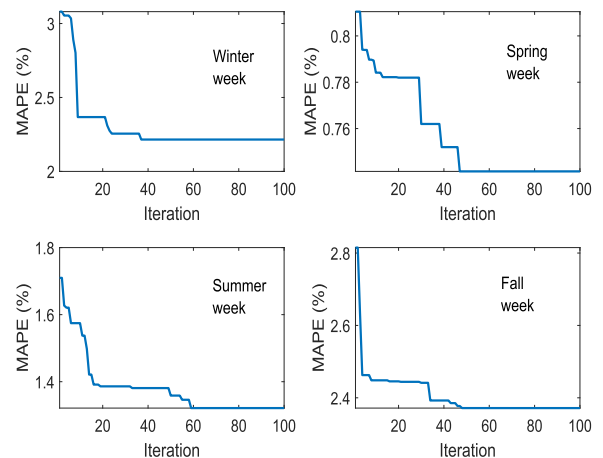 3
2.5
2
MAPE (%)
Winter
week
20
40
60
80
100
Iteration
0.8
0.78
0.76
MAPE (%)
Spring
week
20
40
60
80
100
Iteration
1.8
1.6
1.4
MAPE (%)
Summer
week
20
40
60
80
100
Iteration
2.8
2.6
2.4
MAPE (%)
Fall
week
20
40
60
80
100
Iteration